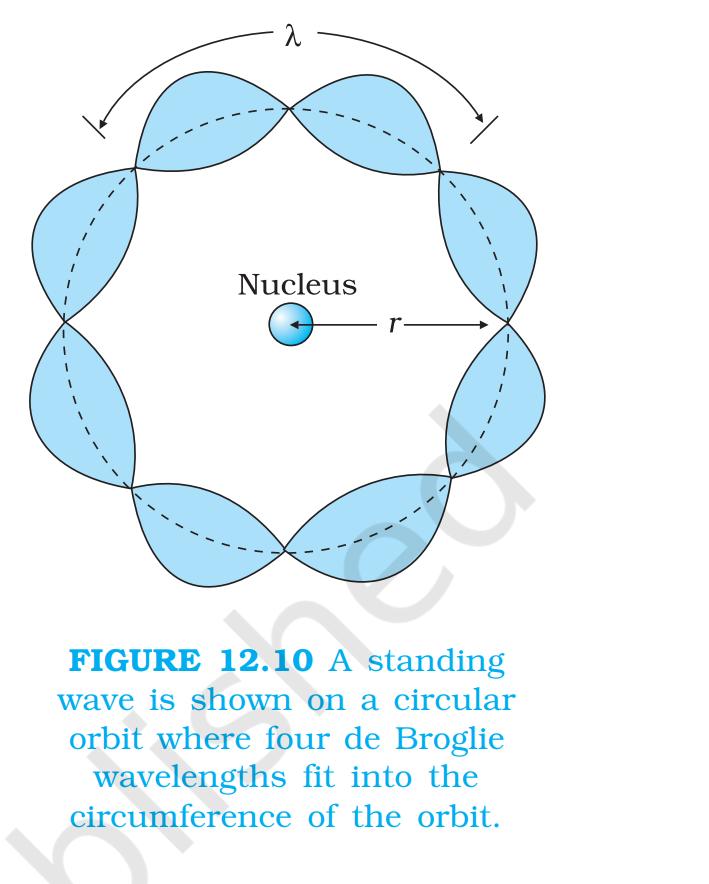 λ
Nucleus
r
FIGURE 12.10 A standing
wave is shown on a circular
orbit where four de Broglie
wavelengths fit into the
circumference of the orbit.
blished